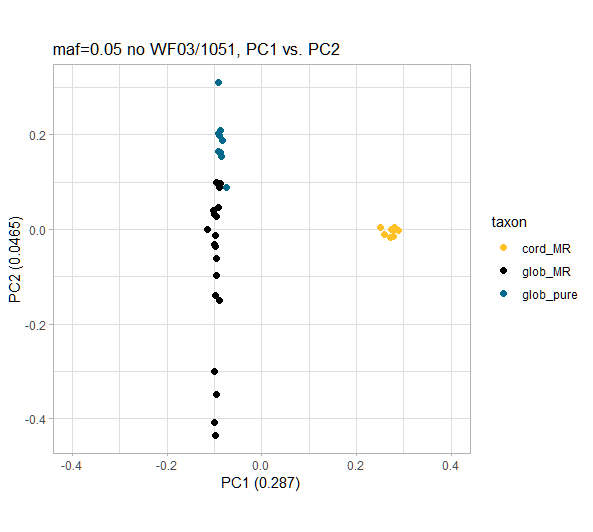 maf=0.05 no WF03/1051, PC1 vs. PC2
0.2
0.0
-0.2
-0.4
PC2 (0.0465)
-0.4 -0.2 0.0 0.2 0.4
PC1 (0.287)
taxon
cord_MR
glob_MR
glob_pure